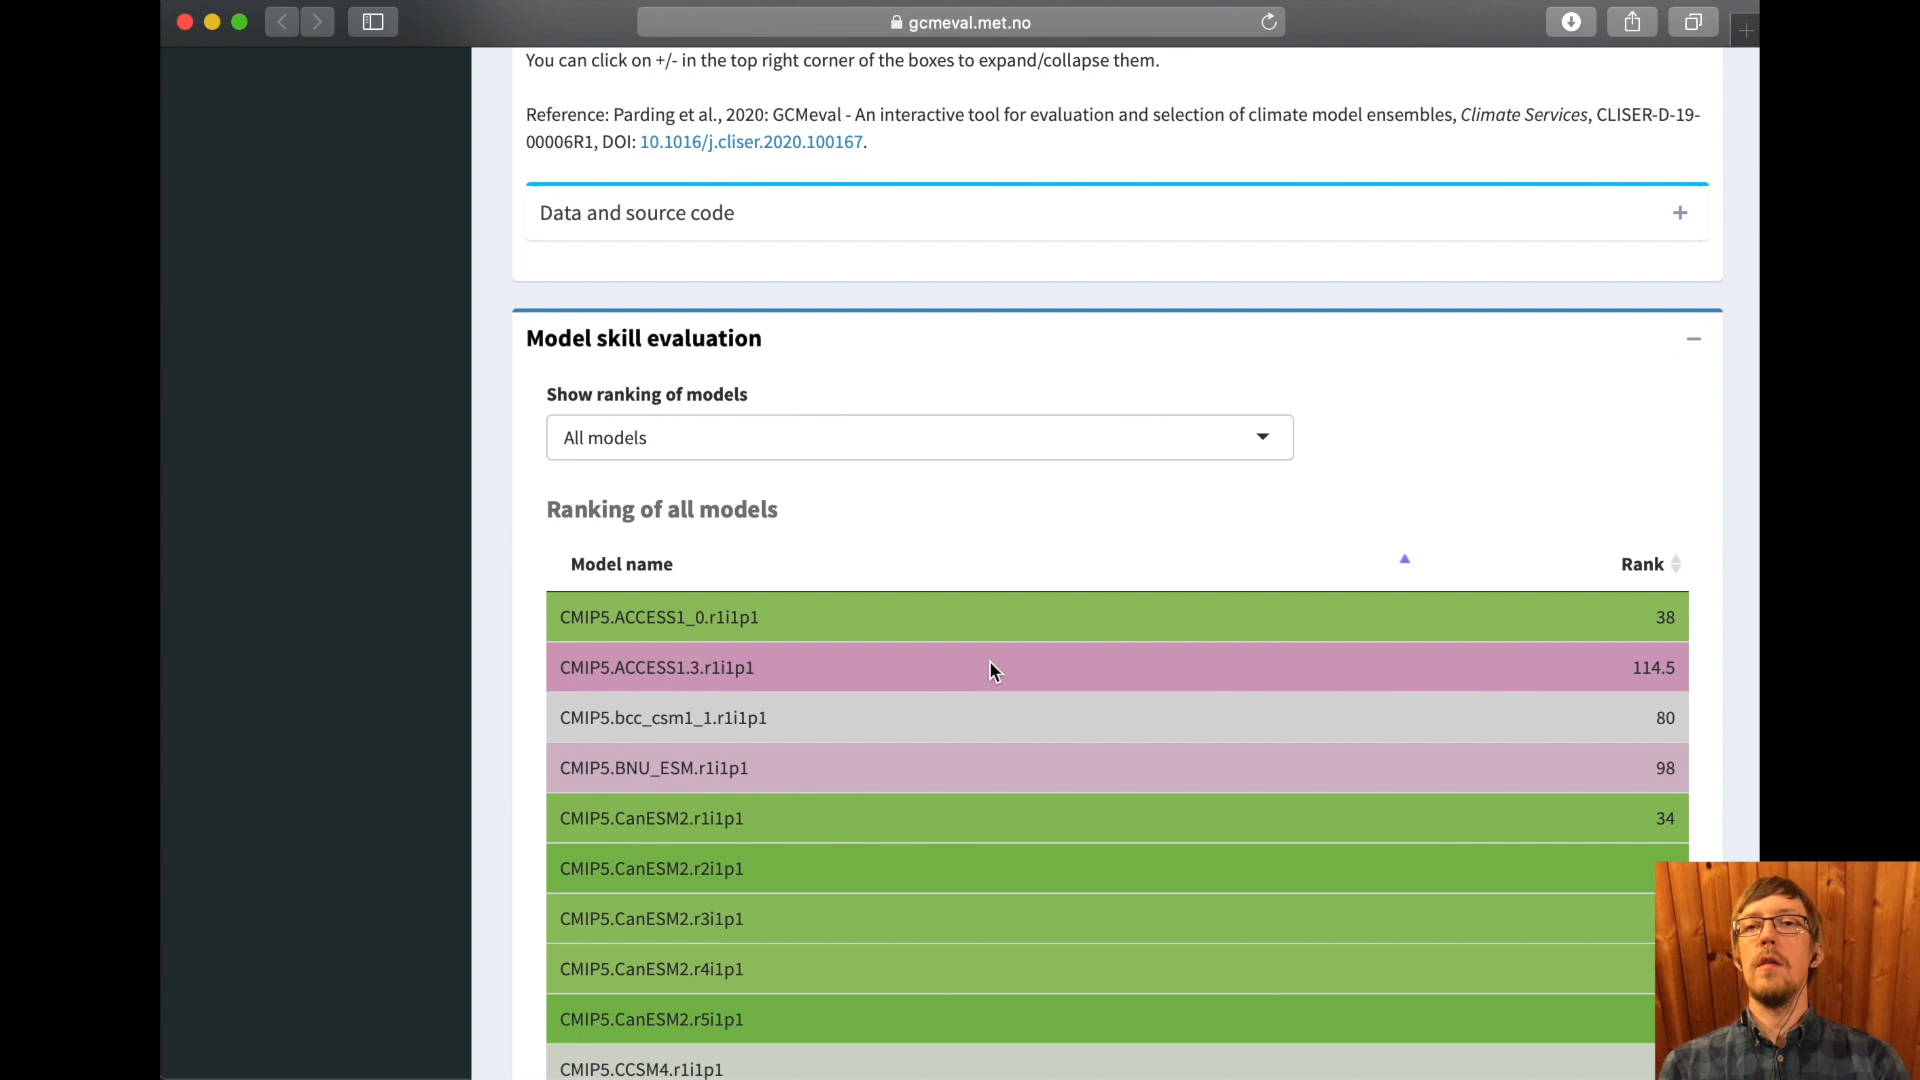 gcmeval.met.no
You can click on +/- in the top right corner of the boxes to expand/collapse them.
Reference: Parding et al., 2020: GCMeval - An interactive tool for evaluation and selection of climate model ensembles, Climate Services, CLISER-D-19-
00006R1, DOI: 10.1016/j.cliser.2020.100167.
Data and source code
Model skill evaluation
Show ranking of models
All models
Ranking of all models
Model name Rank
CMIP5.ACCESS1_0.r1i1p1 38
CMIP5.ACCESS1.3.r1i1p1 114.5
CMIP5.bcc_csm1_1.r1i1p1 80
CMIP5.BNU_ESM.r1i1p1 98
CMIP5.CanESM2.r1i1p1 34
CMIP5.CanESM2.r2i1p1
CMIP5.CanESM2.r3i1p1
CMIP5.CanESM2.r4i1p1
CMIP5.CanESM2.r5i1p1
CMIP5.CCSM4.r1i1p1